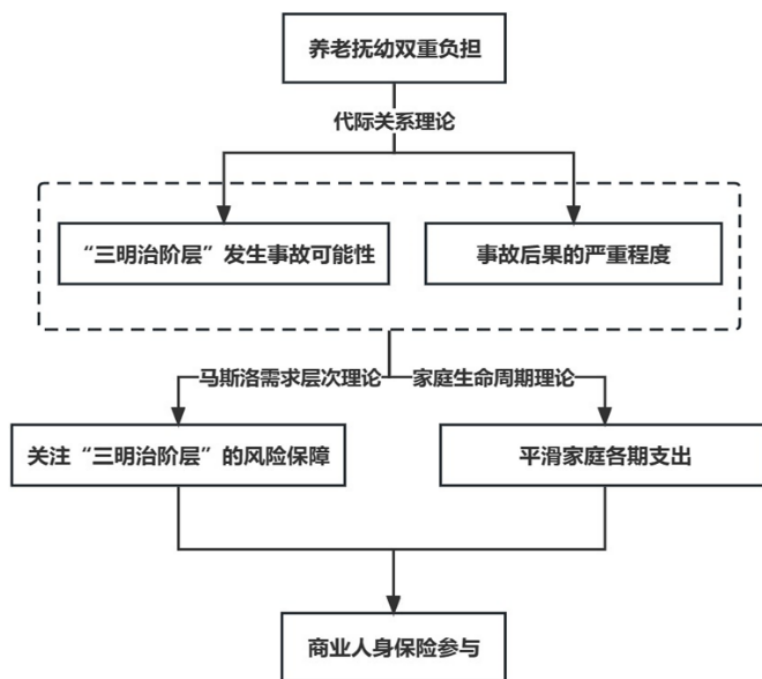 养老抚幼双重负担
代际关系理论
“三明治阶层”发生事故可能性
事故后果的严重程度
马斯洛需求层次理论
家庭生命周期理论
关注“三明治阶层”的风险保障
平滑家庭各期支出
商业人身保险参与